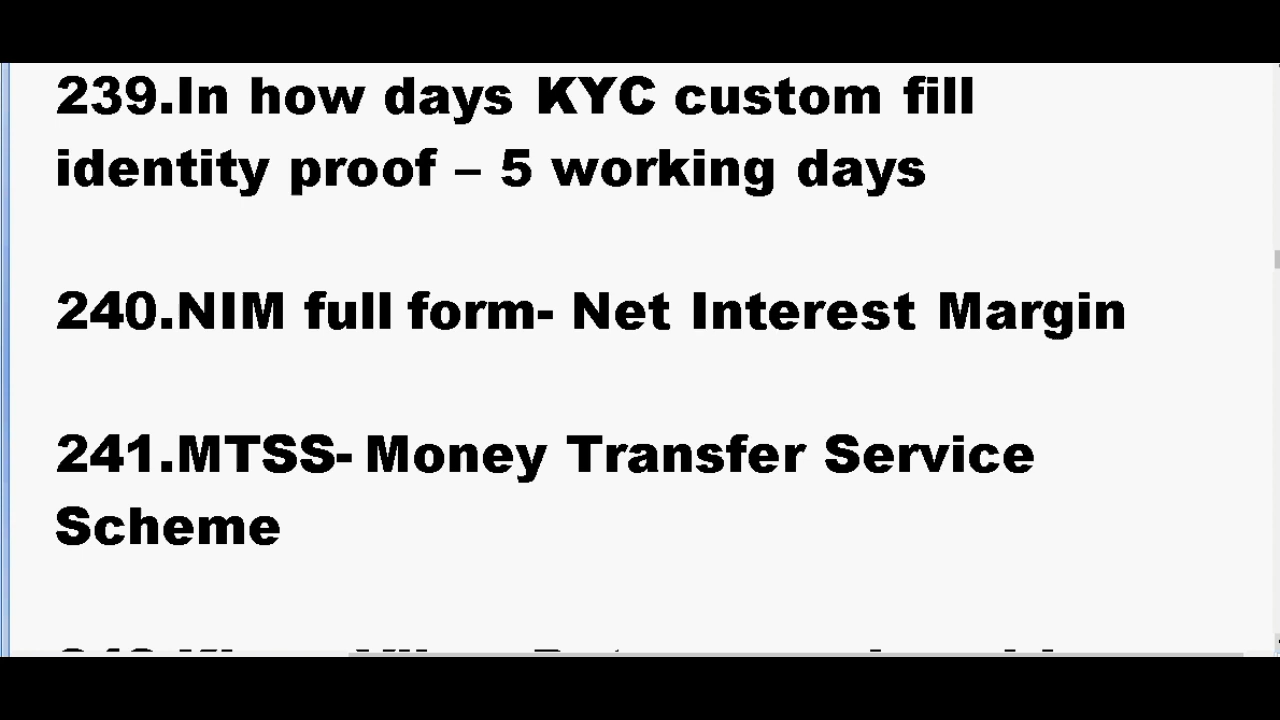 239.In how days KYC custom fill
identity proof – 5 working days
240.NIM full form- Net Interest Margin
241.MTSS- Money Transfer Service
Scheme